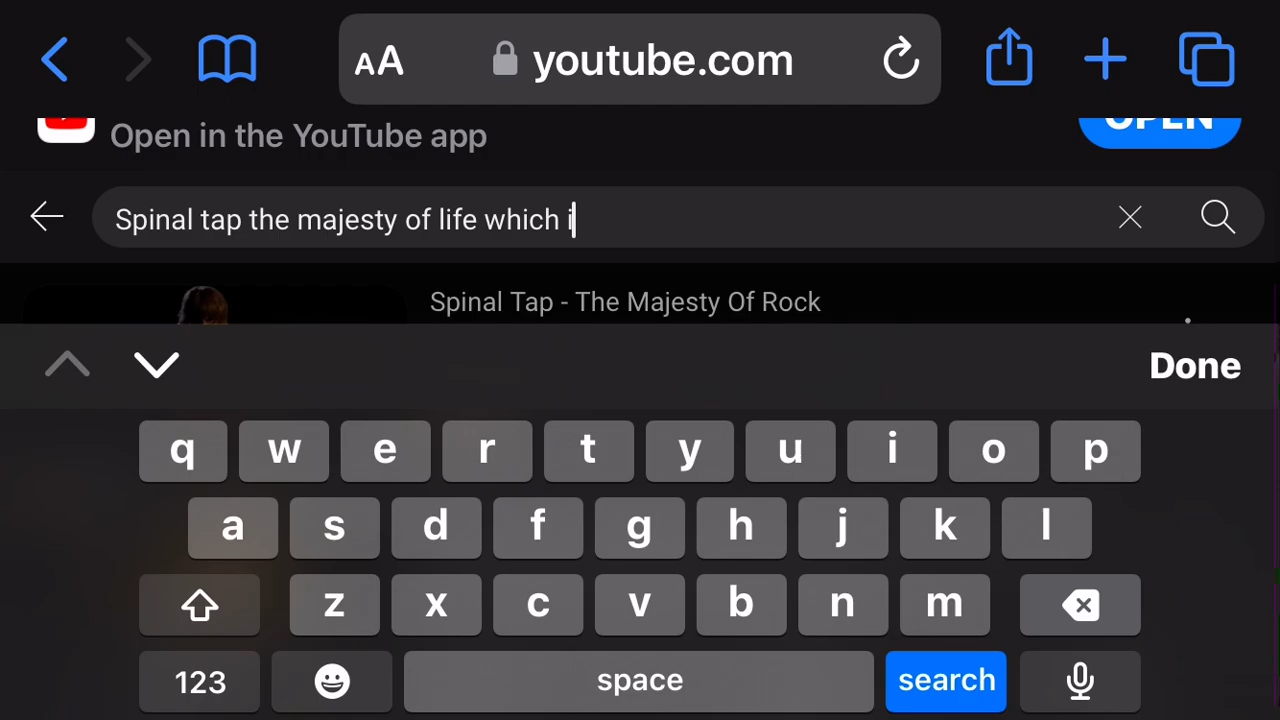 AA youtube.com
Open in the YouTube app OPEN
Spinal tap the majesty of life which i
Spinal Tap - The Majesty Of Rock
Done
q w e r t y u i o p
a s d f g h j k l
z x c v b n m
123 space search